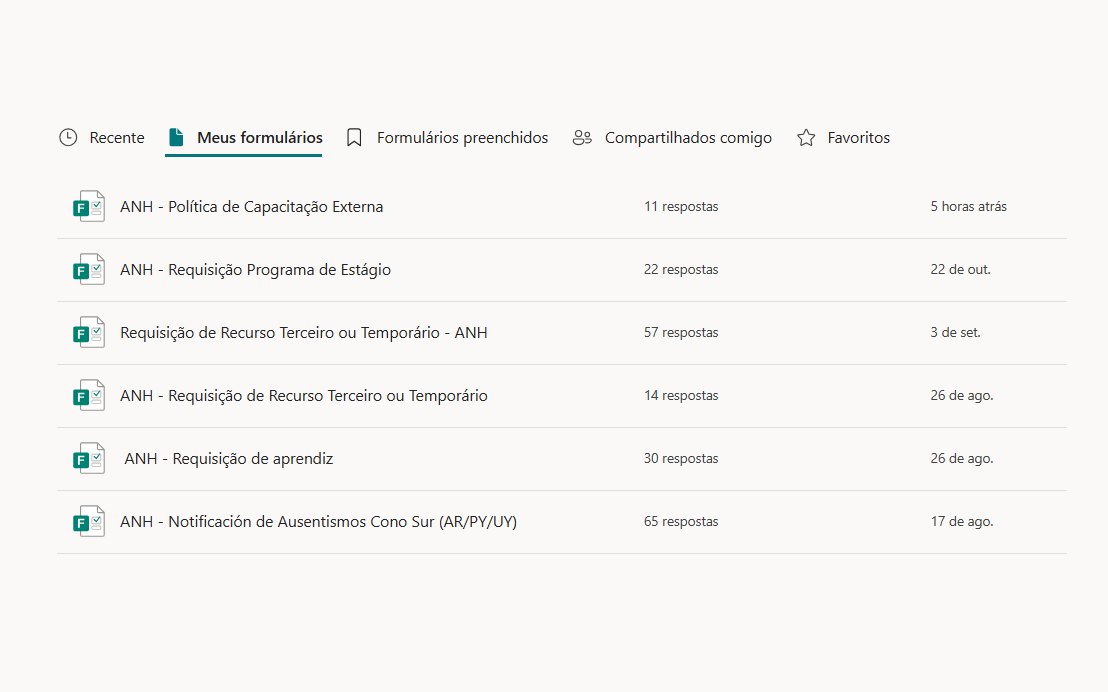 Recente Meus formulários Formulários preenchidos Compartilhados comigo Favoritos
ANH - Política de Capacitação Externa 11 respostas 5 horas atrás
ANH - Requisição Programa de Estágio 22 respostas 22 de out.
Requisição de Recurso Terceiro ou Temporário - ANH 57 respostas 3 de set.
ANH - Requisição de Recurso Terceiro ou Temporário 14 respostas 26 de ago.
ANH - Requisição de aprendiz 30 respostas 26 de ago.
ANH - Notificación de Ausentismos Cono Sur (AR/PY/UY) 65 respostas 17 de ago.